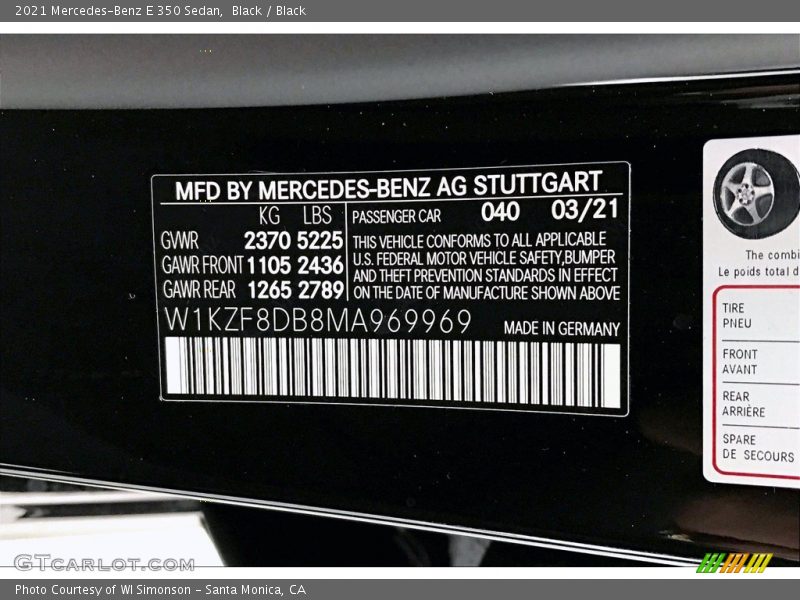 2021 Mercedes-Benz E 350 Sedan,  Black / Black
MFD BY MERCEDES-BENZ AG STUTTGART
KG LBS
GVWR 2370 5225
GAWR FRONT 1105 2436
GAWR REAR 1265 2789
PASSENGER CAR 040 03/21
THIS VEHICLE CONFORMS TO ALL APPLICABLE
U.S. FEDERAL MOTOR VEHICLE SAFETY,BUMPER
AND THEFT PREVENTION STANDARDS IN EFFECT
ON THE DATE OF MANUFACTURE SHOWN ABOVE
W1KZF8DB8MA969969
MADE IN GERMANY
The combi
Le poids total d
TIRE
PNEU
FRONT
AVANT
REAR
ARRIÈRE
SPARE
DE SECOURS
GTCARLOT.COM
Photo Courtesy of WI Simonson - Santa Monica, CA